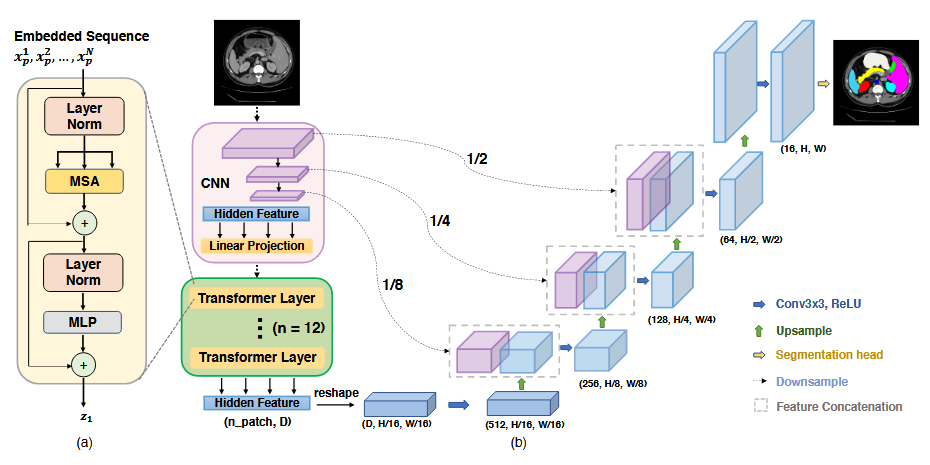 Embedded Sequence
x_p^1, x_p^2, ..., x_p^N
Layer
Norm
MSA
+
Layer
Norm
MLP
+
z_1
(a)
CNN
Hidden Feature
Linear Projection
Transformer Layer
(n = 12)
Transformer Layer
Hidden Feature
(n_patch, D)
reshape
(D, H/16, W/16)
(512, H/16, W/16)
(b)
1/2
1/4
1/8
(256, H/8, W/8)
(128, H/4, W/4)
(64, H/2, W/2)
(16, H, W)
Conv3x3, ReLU
Upsample
Segmentation head
Downsample
Feature Concatenation